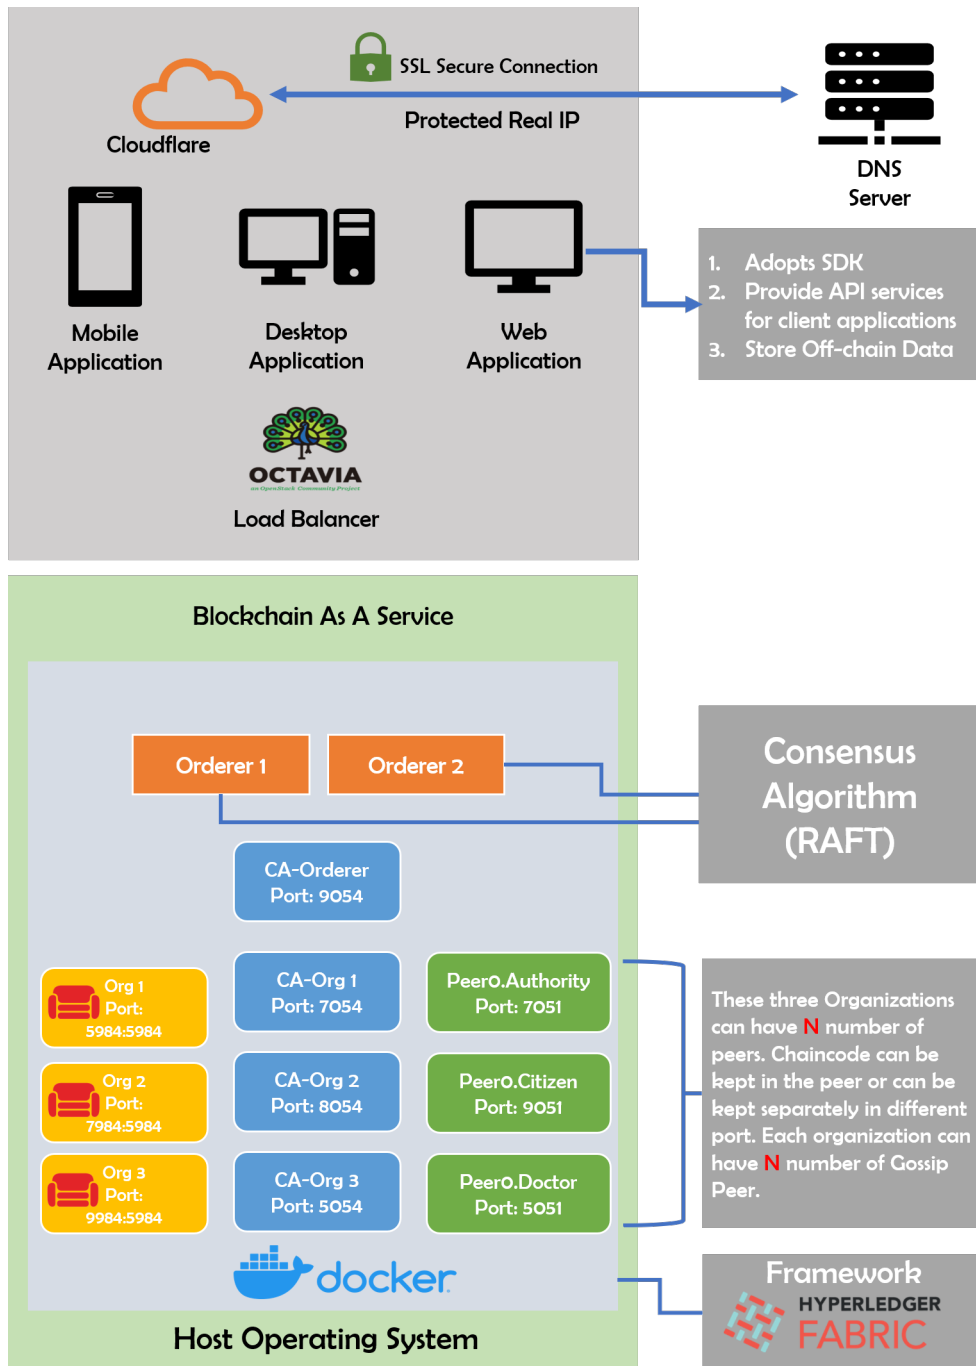 SSL Secure Connection
Protected Real IP
Cloudflare
DNS
Server
Mobile
Application
Desktop
Application
Web
Application
1. Adopts SDK
2. Provide API services
for client applications
3. Store Off-chain Data
OCTAVIA
an OpenStack Community Project
Load Balancer
Blockchain As A Service
Orderer 1
Orderer 2
Consensus
Algorithm
(RAFT)
CA-Orderer
Port: 9054
Org 1
Port:
5984:5984
CA-Org 1
Port: 7054
Peer0.Authority
Port: 7051
Org 2
Port:
7984:5984
CA-Org 2
Port: 8054
Peer0.Citizen
Port: 9051
Org 3
Port:
9984:5984
CA-Org 3
Port: 5054
Peer0.Doctor
Port: 5051
These three Organizations
can have N number of
peers. Chaincode can be
kept in the peer or can be
kept separately in different
port. Each organization can
have N number of Gossip
Peer.
docker
Host Operating System
Framework
HYPERLEDGER
FABRIC